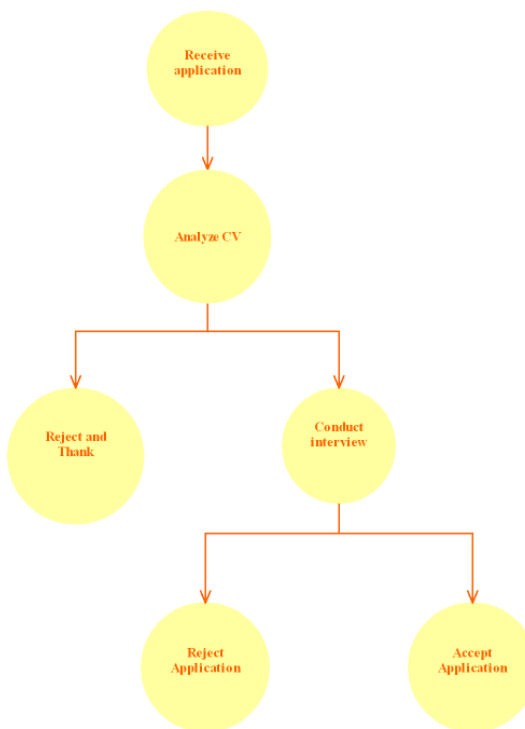 Receive
application
Analyze CV
Reject and
Thank
Conduct
interview
Reject
Application
Accept
Application